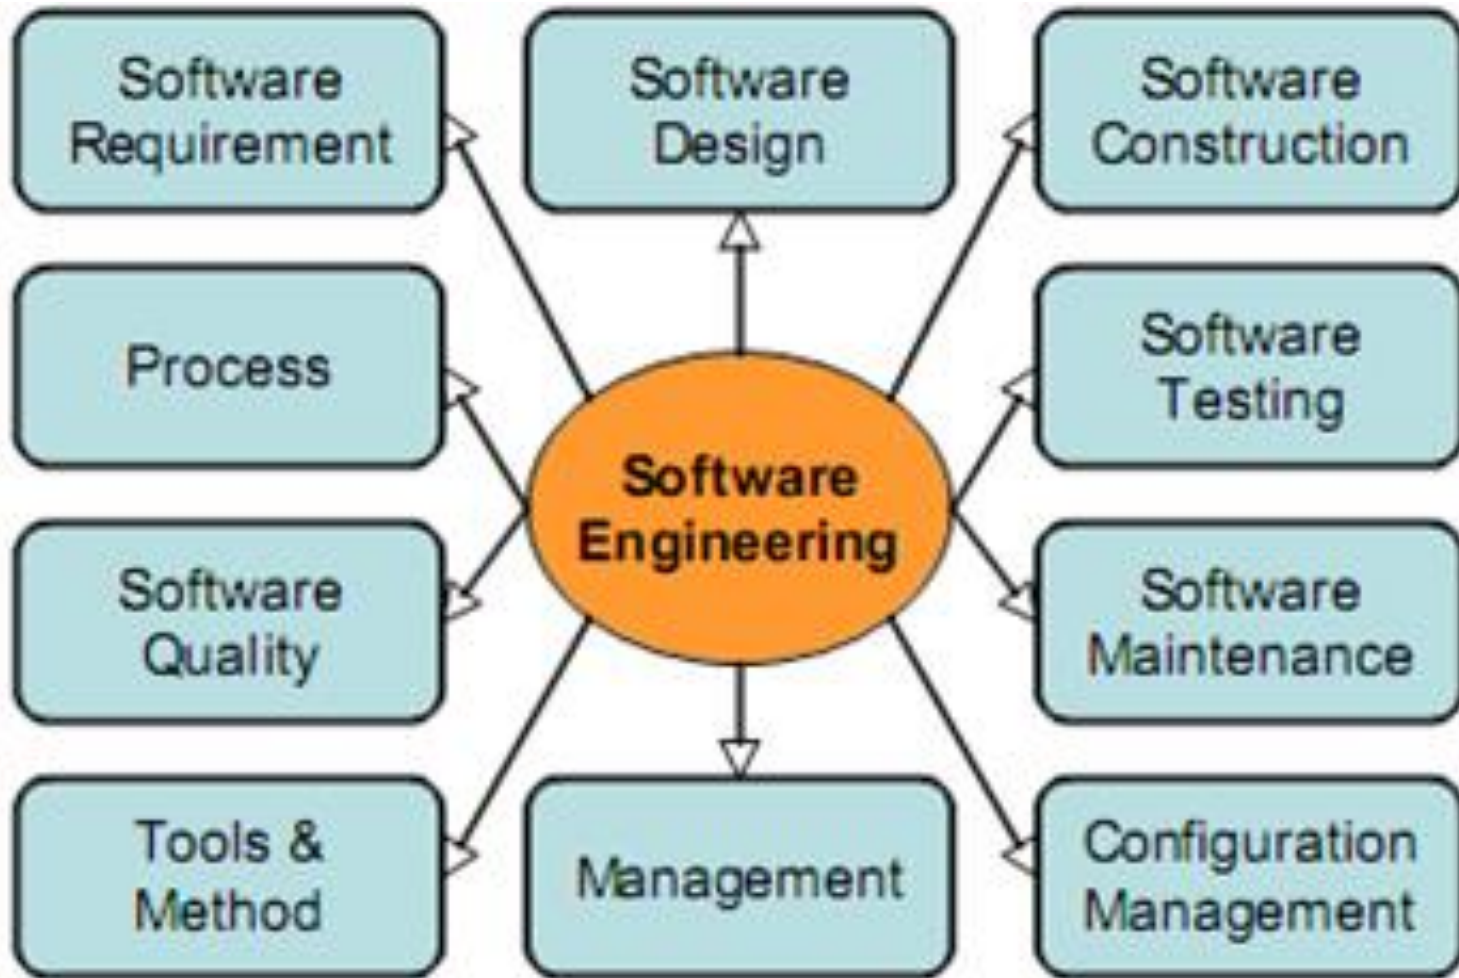 Software
Requirement
Software
Design
Software
Construction
Process
Software
Testing
Software
Engineering
Software
Quality
Software
Maintenance
Tools &
Method
Management
Configuration
Management